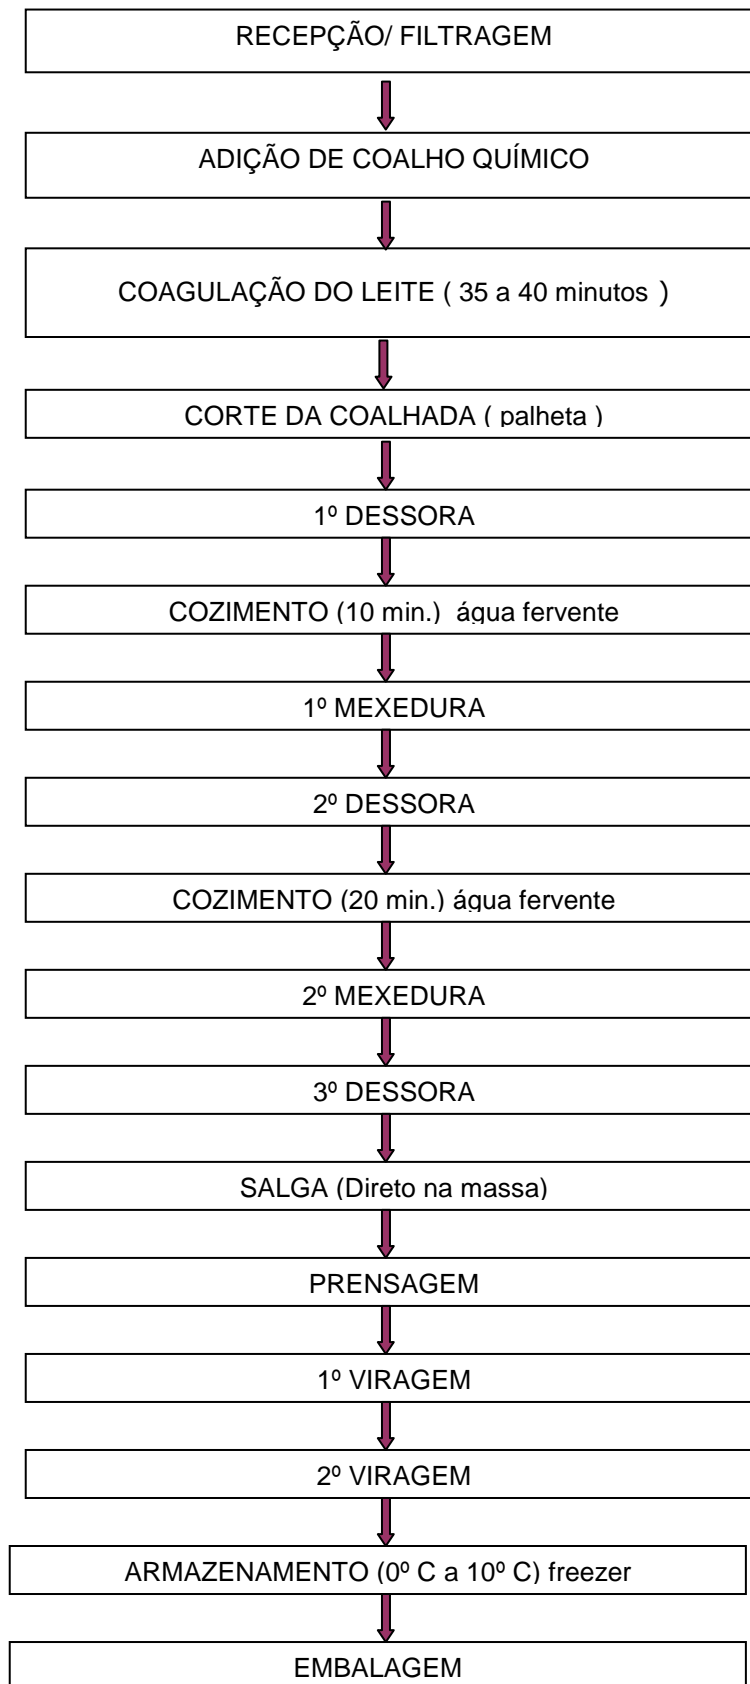 RECEPÇÃO/ FILTRAGEM
ADIÇÃO DE COALHO QUÍMICO
COAGULAÇÃO DO LEITE ( 35 a 40 minutos )
CORTE DA COALHADA ( palheta )
1º DESSORA
COZIMENTO (10 min.) água fervente
1º MEXEDURA
2º DESSORA
COZIMENTO (20 min.) água fervente
2º MEXEDURA
3º DESSORA
SALGA (Direto na massa)
PRENSAGEM
1º VIRAGEM
2º VIRAGEM
ARMAZENAMENTO (0º C a 10º C) freezer
EMBALAGEM